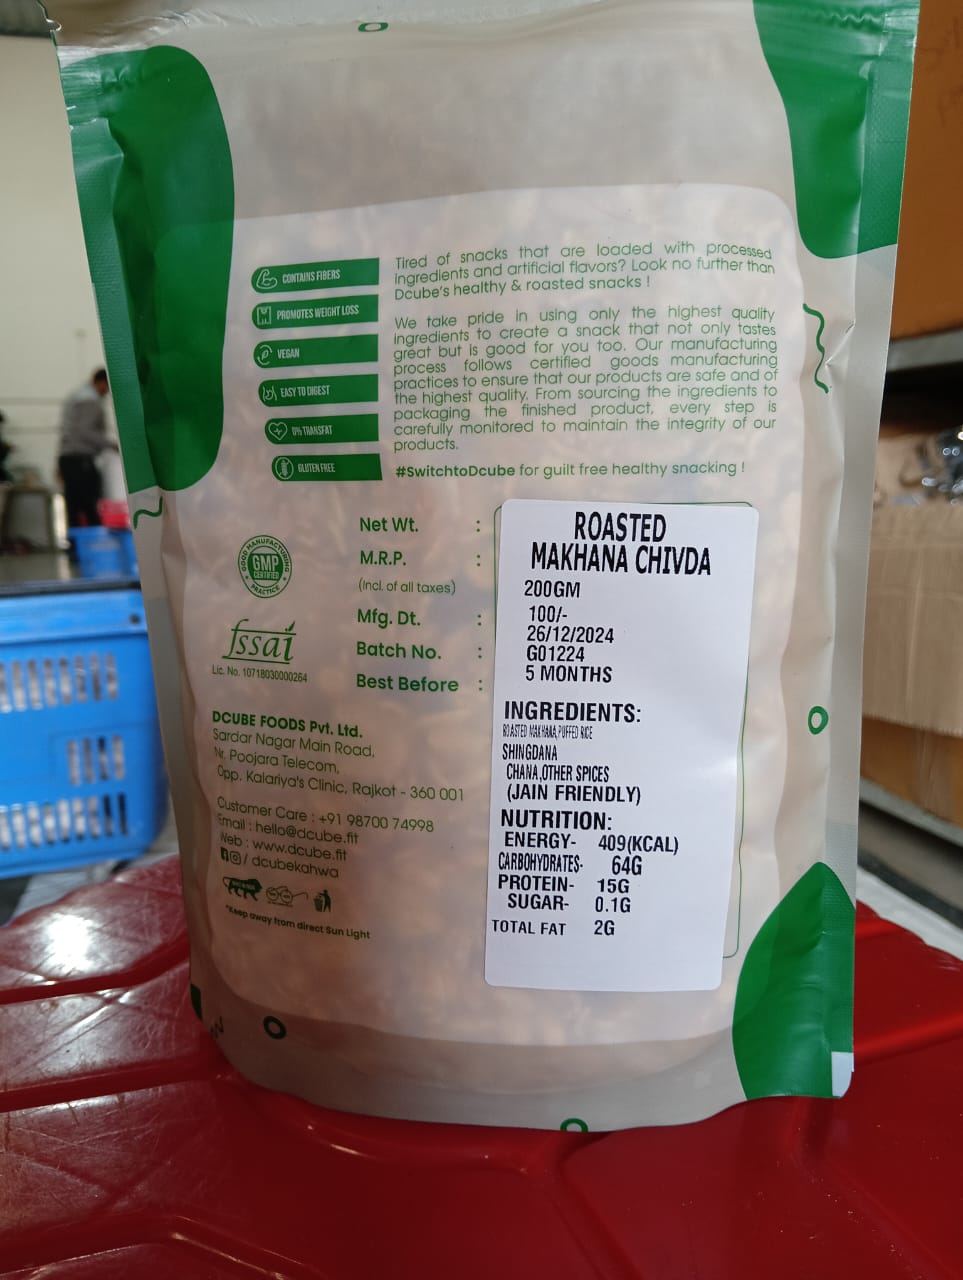 CONTAINS FIBERS
PROMOTES WEIGHT LOSS
VEGAN
EASY TO DIGEST
0% TRANSFAT
GLUTEN FREE
Tired of snacks that are loaded with processed
ingredients and artificial flavors? Look no further than
Dcube's healthy & roasted snacks !
We take pride in using only the highest quality
ingredients to create a snack that not only tastes
great but is good for you too. Our manufacturing
process follows certified goods manufacturing
practices to ensure that our products are safe and of
the highest quality. From sourcing the ingredients to
packaging the finished product, every step is
carefully monitored to maintain the integrity of our
products.
#SwitchtoDcube for guilt free healthy snacking !
GOOD MANUFACTURING
GMP
CERTIFIED
PRACTICE
fssai
Lic. No. 10718030000264
Net Wt. :
M.R.P. :
(Incl. of all taxes)
Mfg. Dt. :
Batch No. :
Best Before :
ROASTED
MAKHANA CHIVDA
200GM
100/-
26/12/2024
G01224
5 MONTHS
INGREDIENTS:
ROASTED MAKHANA,PUFFED RICE
SHINGDANA
CHANA,OTHER SPICES
(JAIN FRIENDLY)
NUTRITION:
ENERGY- 409(KCAL)
CARBOHYDRATES- 64G
PROTEIN- 15G
SUGAR- 0.1G
TOTAL FAT 2G
DCUBE FOODS Pvt. Ltd.
Sardar Nagar Main Road,
Nr. Poojara Telecom,
Opp. Kalariya's Clinic, Rajkot - 360 001
Customer Care : +91 98700 74998
Email : hello@dcube.fit
Web : www.dcube.fit
/ dcubekahwa
*Keep away from direct Sun Light